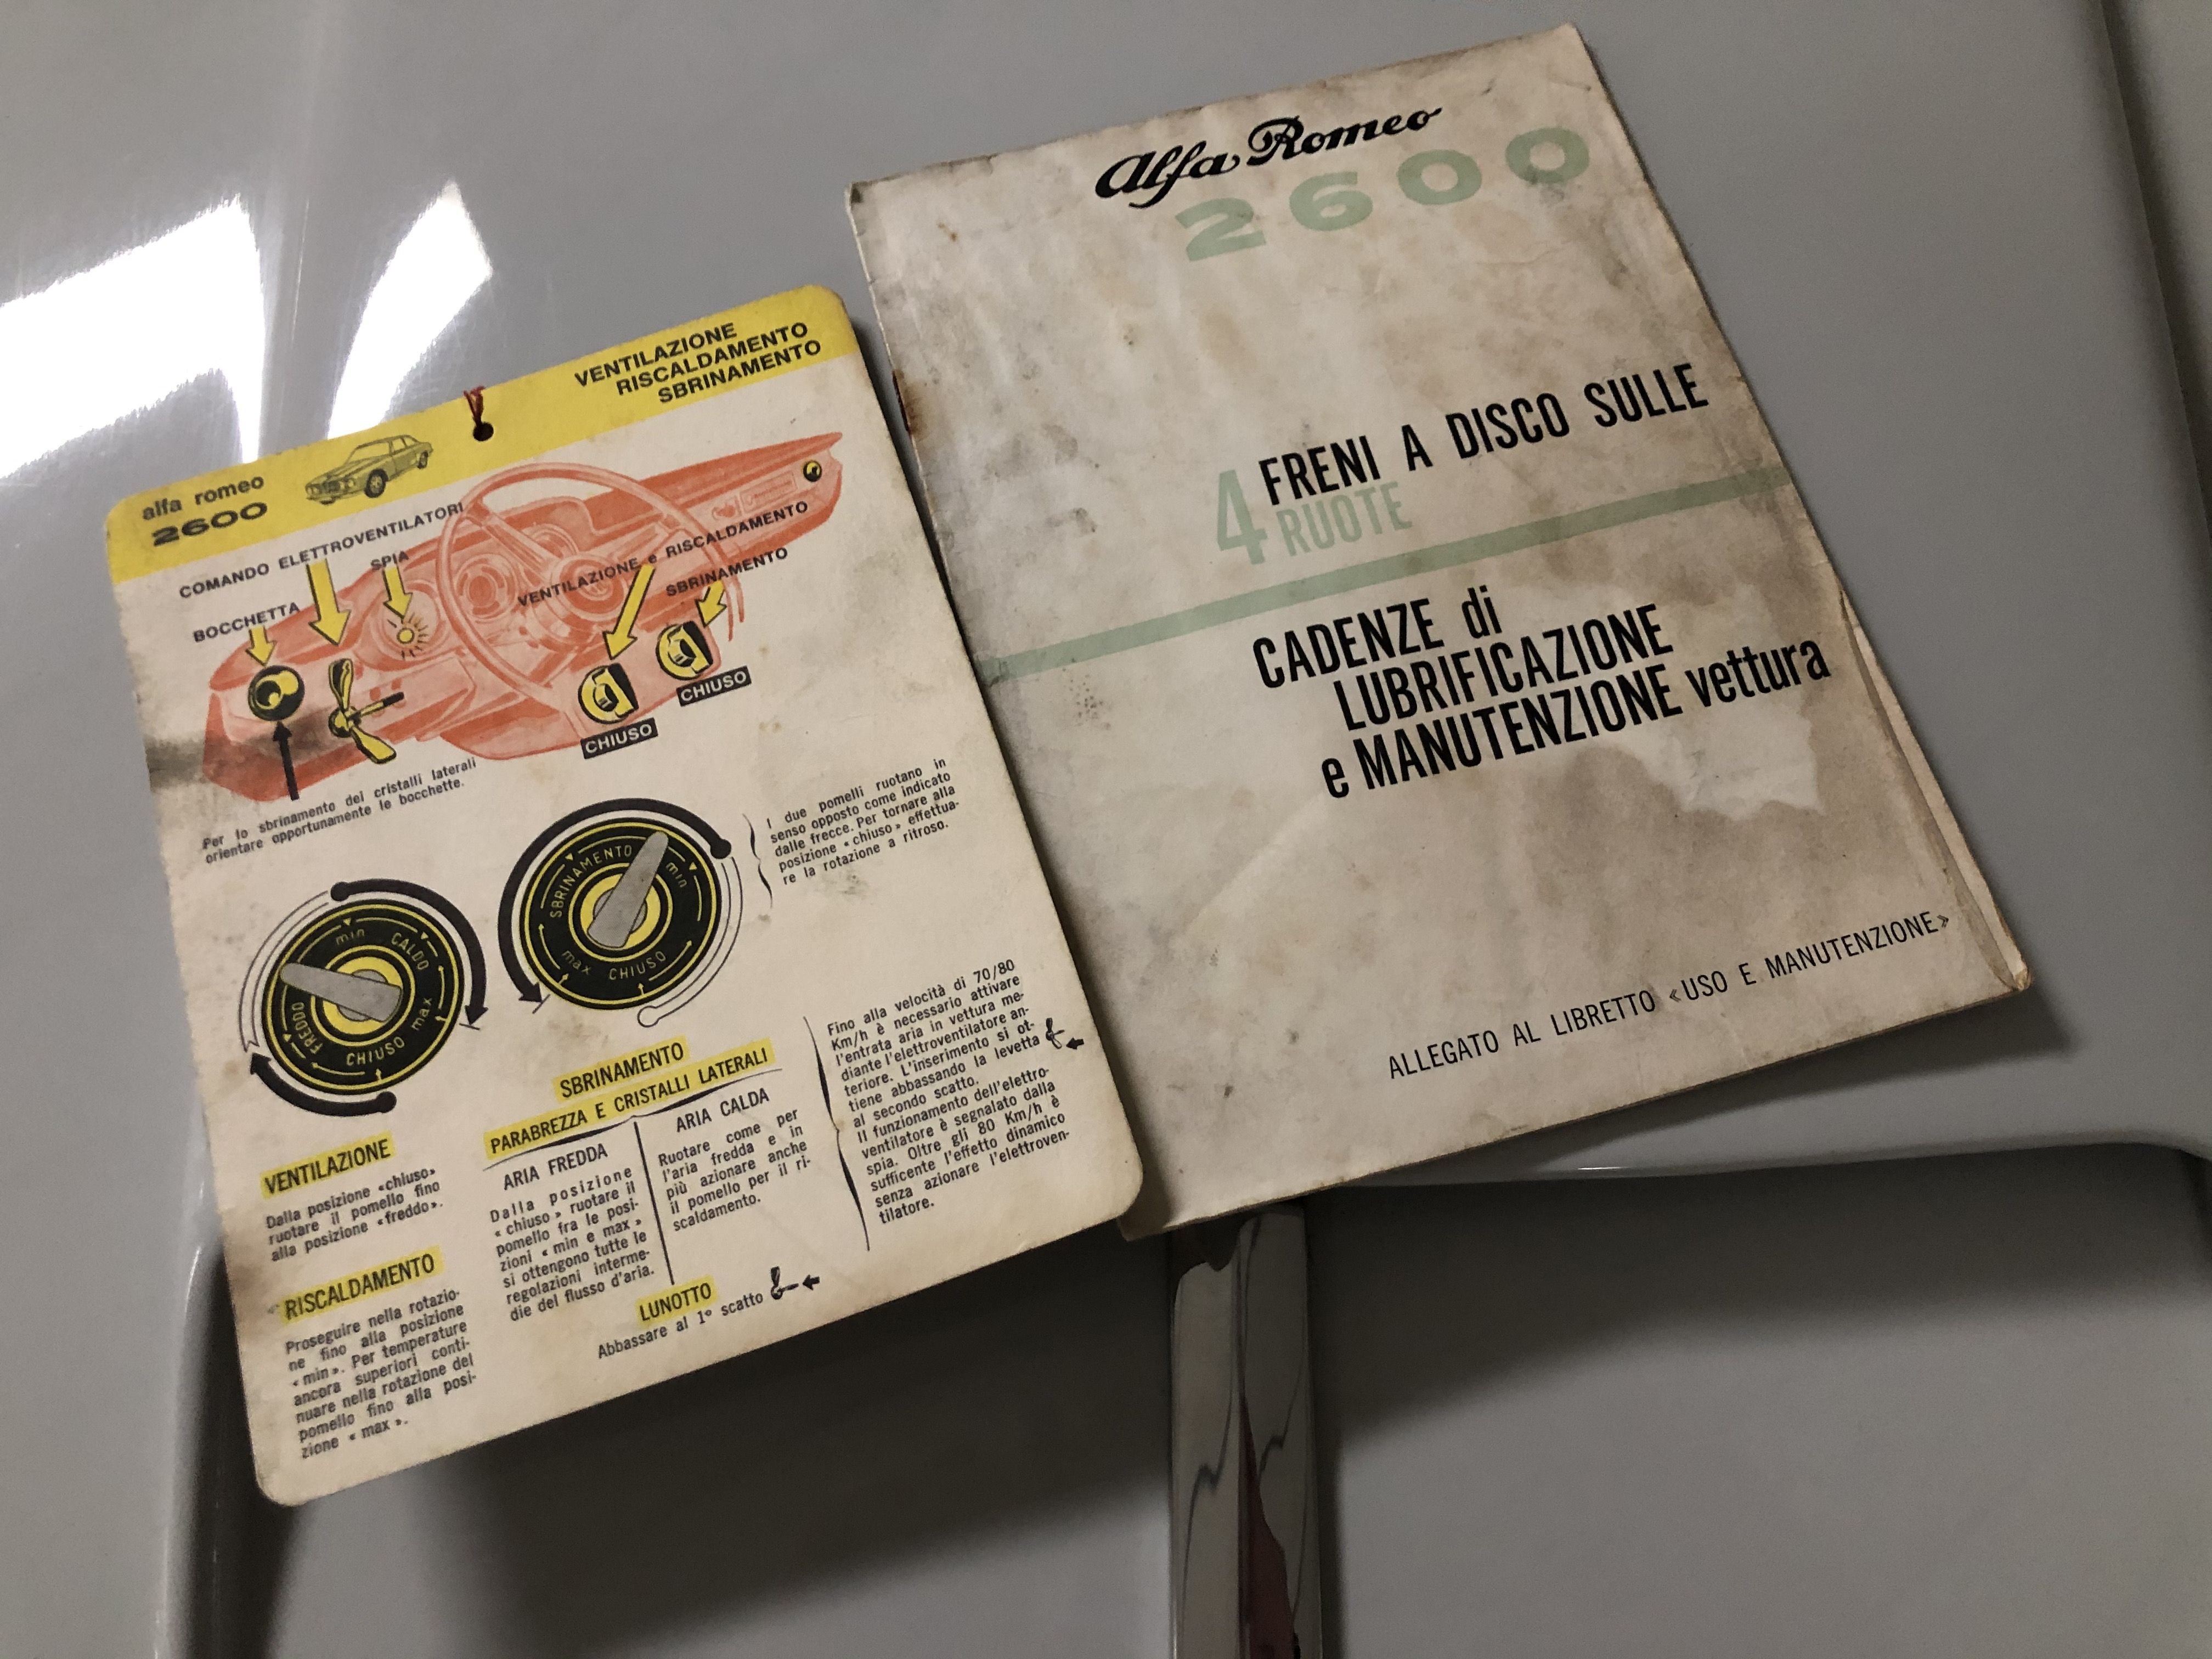 alfa romeo
2600
VENTILAZIONE
RISCALDAMENTO
SBRINAMENTO
COMANDO ELETTROVENTILATORI
SPIA
BOCCHETTA
VENTILAZIONE e RISCALDAMENTO
SBRINAMENTO
CHIUSO
CHIUSO
Per lo sbrinamento dei cristalli laterali
orientare opportunamente le bocchette.
I due pomelli ruotano in
senso opposto come indicato
dalle frecce. Per tornare alla
posizione «chiuso» effettua-
re la rotazione a ritroso.
min CALDO max CHIUSO FREDDO
SBRINAMENTO min CHIUSO max
VENTILAZIONE
Dalla posizione «chiuso»
ruotare il pomello fino
alla posizione «freddo».
RISCALDAMENTO
Proseguire nella rotazio-
ne fino alla posizione
«min». Per temperature
ancora superiori conti-
nuare nella rotazione del
pomello fino alla posi-
zione «max».
SBRINAMENTO
PARABREZZA E CRISTALLI LATERALI
ARIA FREDDA
Dalla posizione
«chiuso» ruotare il
pomello fra le posi-
zioni «min e max»
si ottengono tutte le
regolazioni interme-
die del flusso d'aria.
ARIA CALDA
Ruotare come per
l'aria fredda e in
più azionare anche
il pomello per il ri-
scaldamento.
LUNOTTO
Abbassare al 1° scatto
Fino alla velocità di 70/80
Km/h è necessario attivare
l'entrata aria in vettura me-
diante l'elettroventilatore an-
teriore. L'inserimento si ot-
tiene abbassando la levetta
al secondo scatto.
Il funzionamento dell'elettro-
ventilatore è segnalato dalla
spia. Oltre gli 80 Km/h è
sufficente l'effetto dinamico
senza azionare l'elettroven-
tilatore.
Alfa Romeo
2600
4 FRENI A DISCO SULLE
RUOTE
CADENZE di
LUBRIFICAZIONE
e MANUTENZIONE vettura
ALLEGATO AL LIBRETTO «USO E MANUTENZIONE»